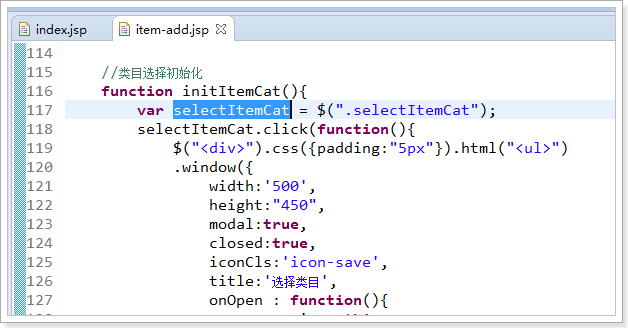 index.jsp
item-add.jsp
114
115 //类目选择初始化
116 function initItemCat(){
117 var selectItemCat = $(".selectItemCat");
118 selectItemCat.click(function(){
119 $("<div>").css({padding:"5px"}).html("<ul>")
120 .window({
121 width:'500',
122 height:"450",
123 modal:true,
124 closed:true,
125 iconCls:'icon-save',
126 title:'选择类目',
127 onOpen : function(){
128